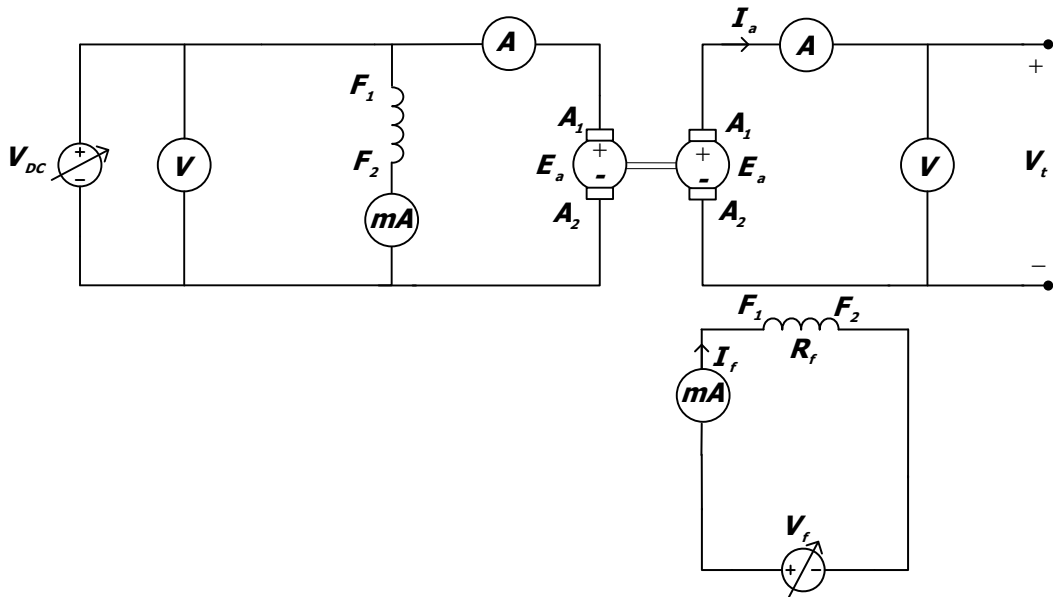 I_a
A
A
+
F_1
A_1
A_1
V_DC
+
−
V
F_2
E_a
+
-
+
-
E_a
V
V_t
mA
A_2
A_2
−
F_1
F_2
R_f
I_f
mA
V_f
+
−